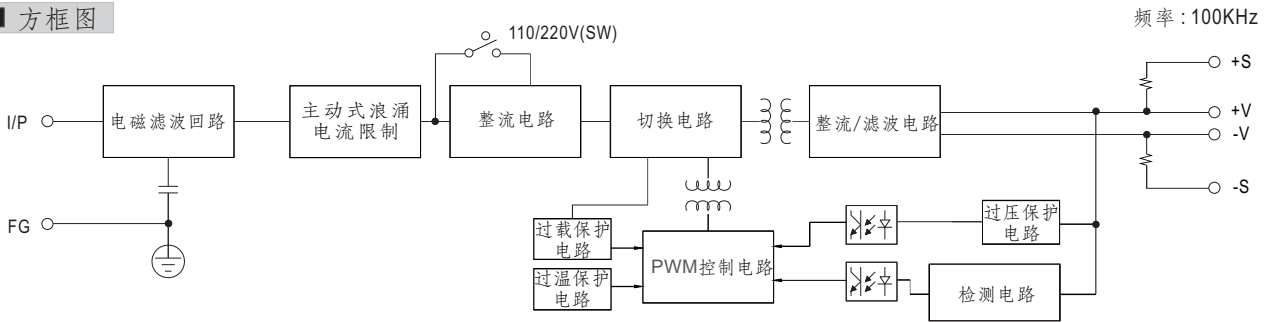 方框图
频率 : 100KHz
110/220V(SW)
+S
I/P
电磁滤波回路
主动式浪涌
电流限制
整流电路
切换电路
整流/滤波电路
+V
-V
-S
FG
过载保护
电路
过温保护
电路
PWM控制电路
过压保护
电路
检测电路